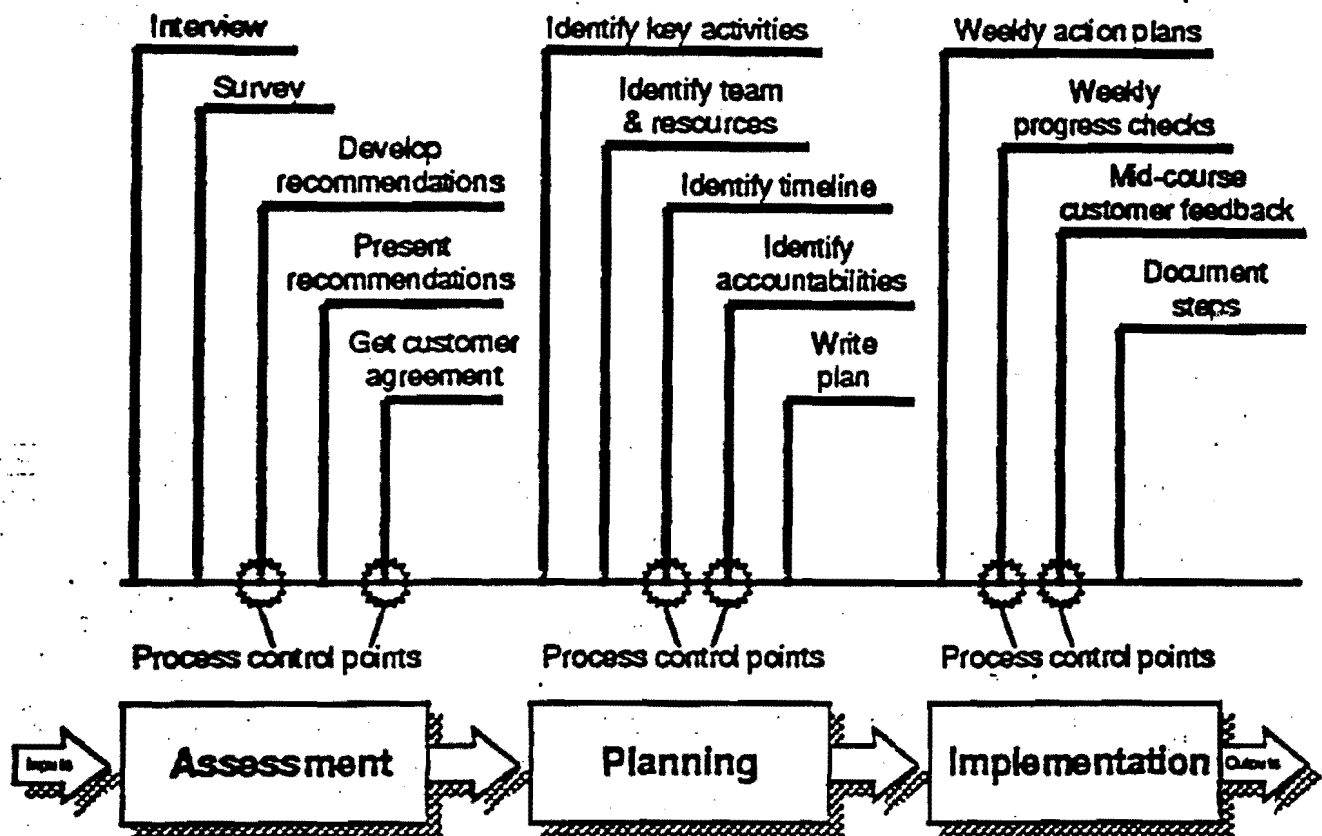 Interview
Survey
Develop
recommendations
Present
recommendations
Get customer
agreement
Identify key activities
Identify team
& resources
Identify timeline
Identify
accountabilities
Write
plan
Weekly action plans
Weekly
progress checks
Mid-course
customer feedback
Document
steps
Process control points
Process control points
Process control points
Inputs
Assessment
Planning
Implementation
Outputs